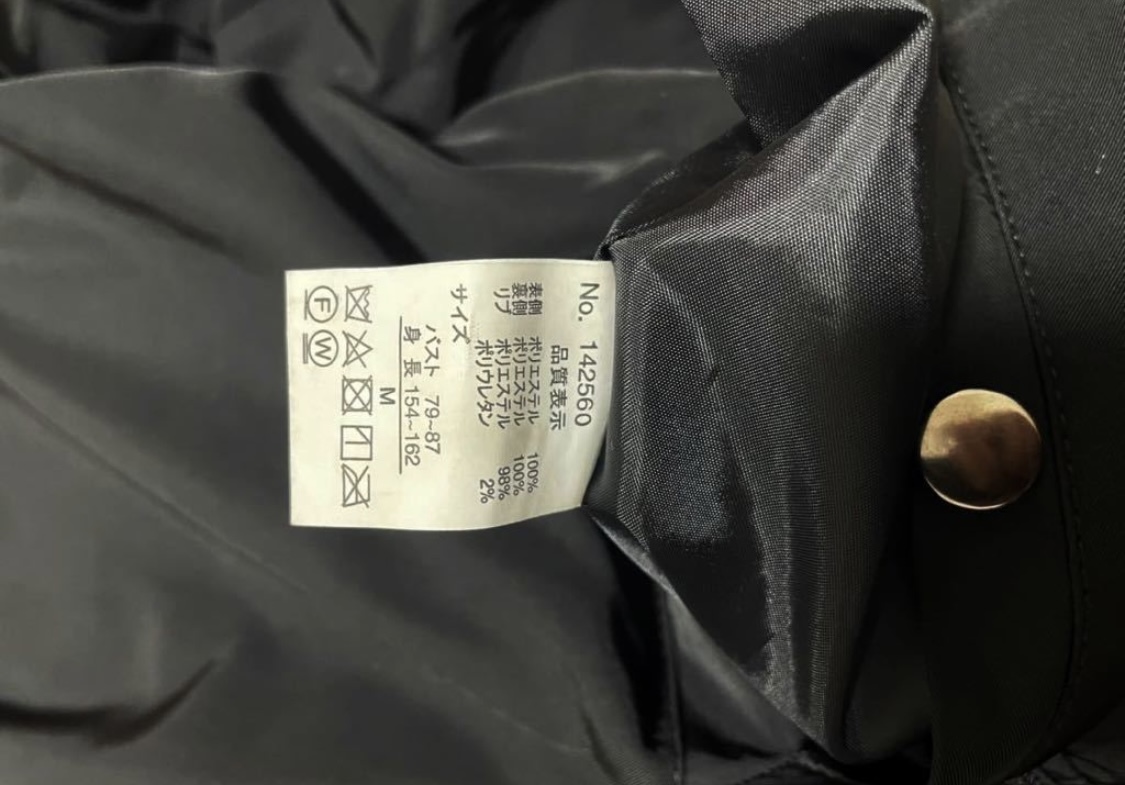 No. 142560
品質表示
表側 ポリエステル 100%
裏側 ポリエステル 100%
リブ ポリエステル 98%
ポリウレタン 2%
サイズ
バスト 79~87
身 長 154~162
M
F W